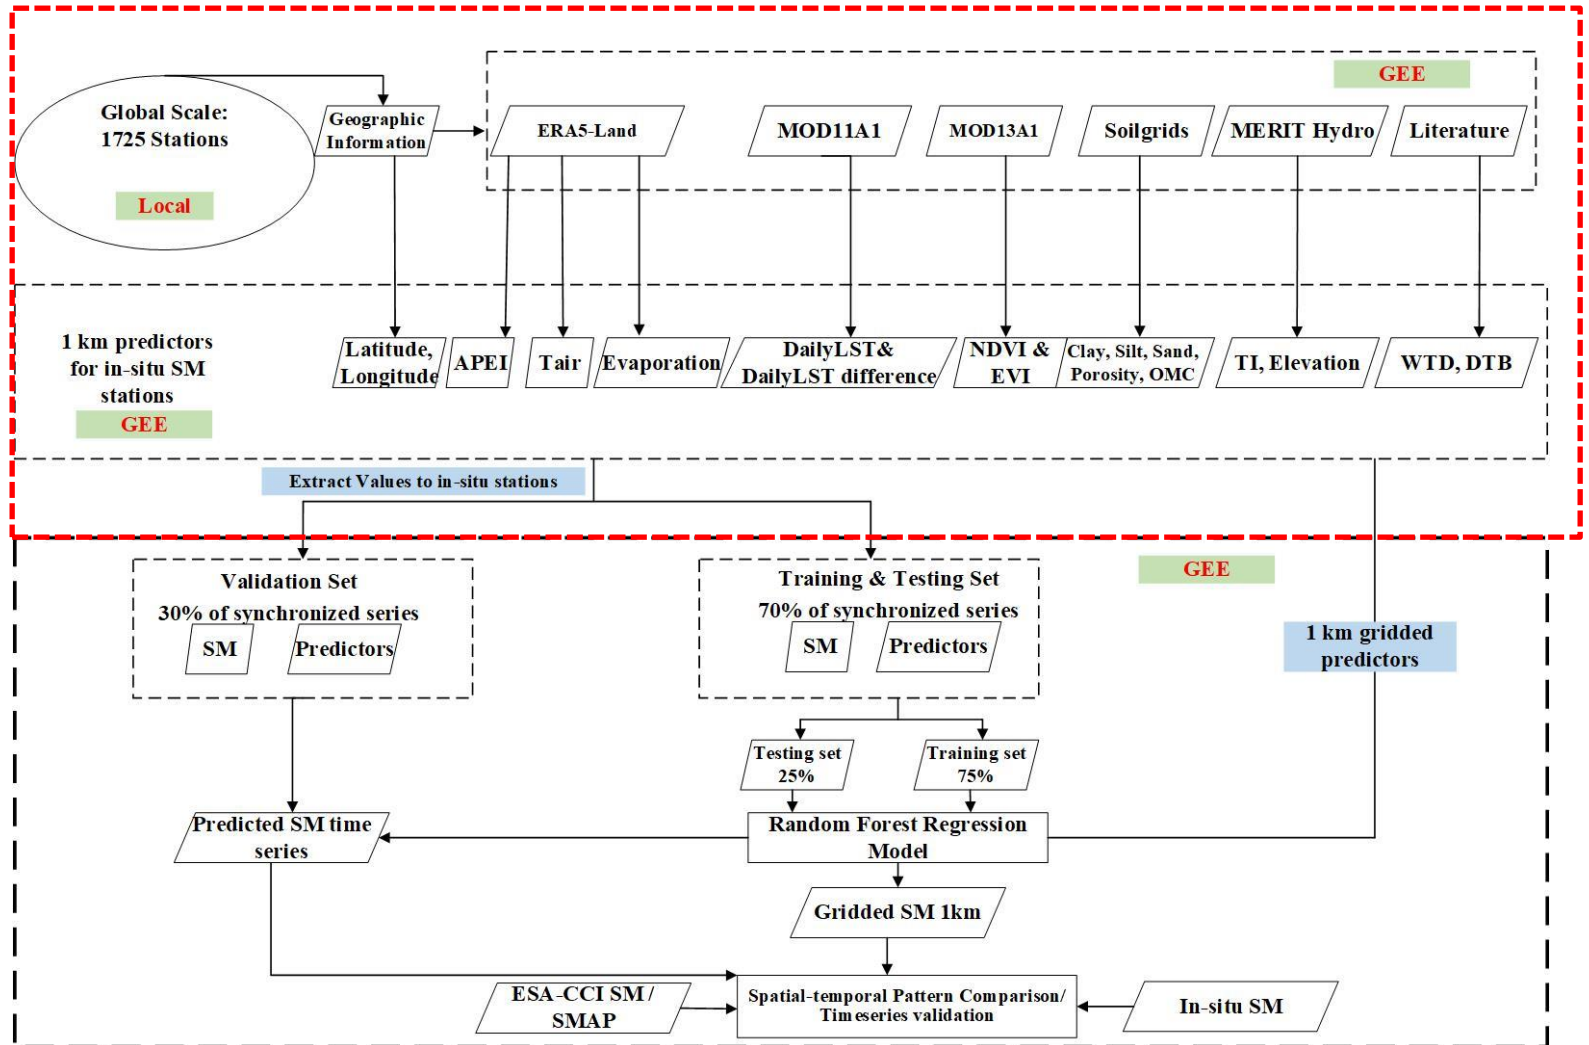 Global Scale:
1725 Stations
Local
Geographic
Information
GEE
ERA5-Land
MOD11A1
MOD13A1
Soilgrids
MERIT Hydro
Literature
1 km predictors
for in-situ SM
stations
GEE
Latitude,
Longitude
APEI
Tair
Evaporation
DailyLST&
DailyLST difference
NDVI &
EVI
Clay, Silt, Sand,
Porosity, OMC
TI, Elevation
WTD, DTB
Extract Values to in-situ stations
GEE
Validation Set
30% of synchronized series
SM
Predictors
Training & Testing Set
70% of synchronized series
SM
Predictors
1 km gridded
predictors
Testing set
25%
Training set
75%
Predicted SM time
series
Random Forest Regression
Model
Gridded SM 1km
ESA-CCI SM /
SMAP
Spatial-temporal Pattern Comparison/
Timeseries validation
In-situ SM